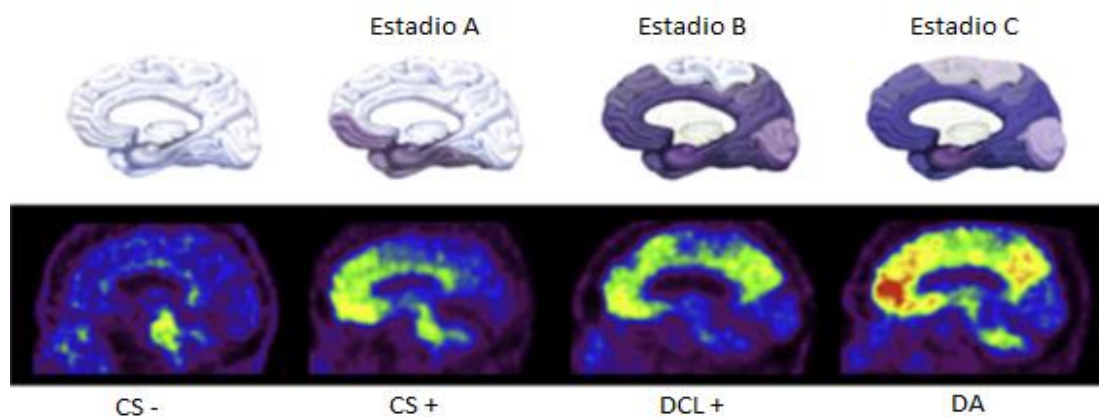 Estadio A
Estadio B
Estadio C
CS -
CS +
DCL +
DA